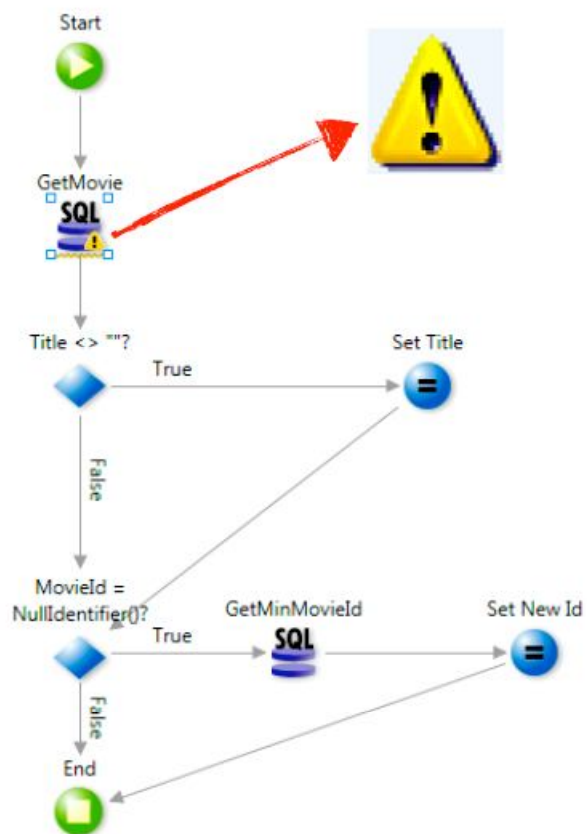 Start
GetMovie
SQL
Title <> ""?
True
Set Title
=
False
MovieId =
NullIdentifier()?
True
GetMinMovieId
SQL
Set New Id
=
False
End